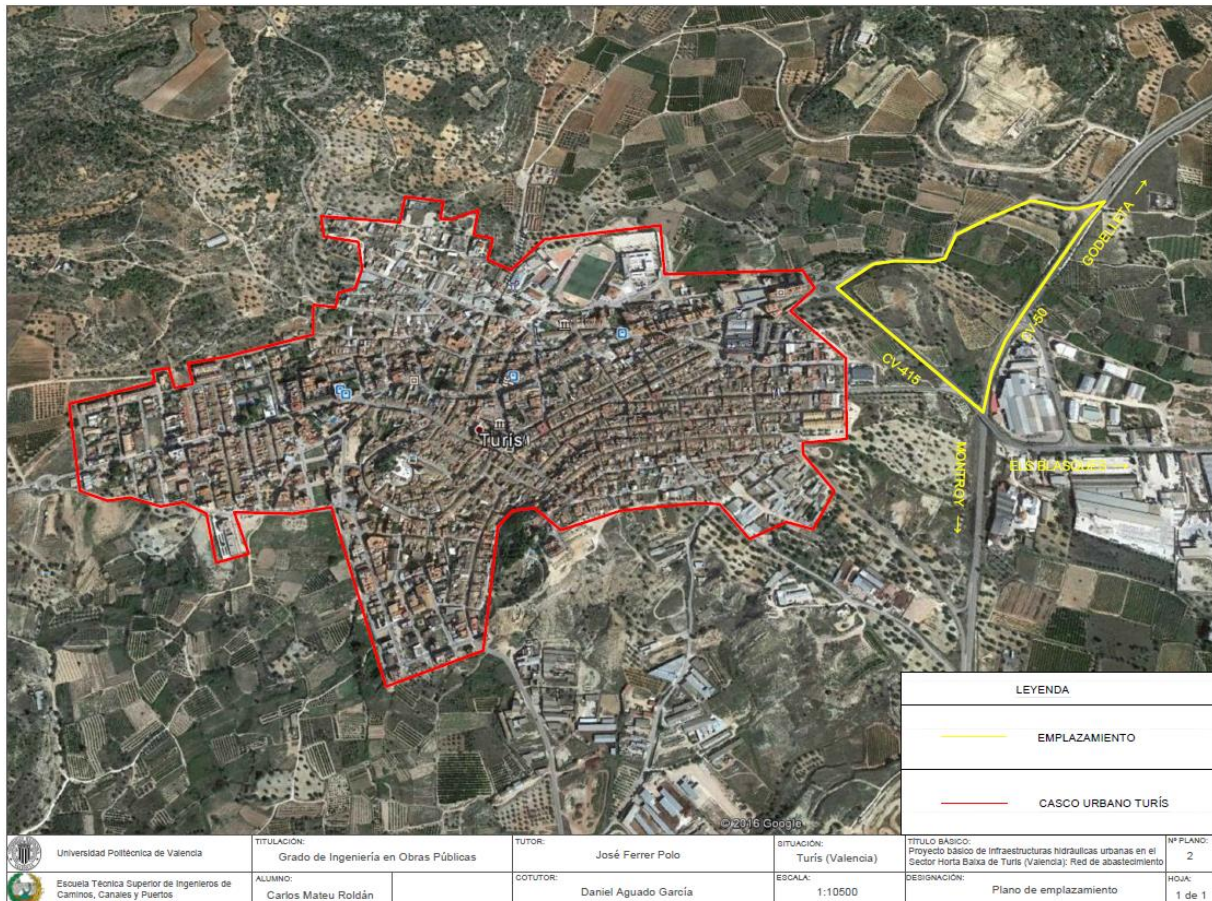 GODELLETA →
CV-50
CV-415
Turis
ELS BLASQUES →
MONTROY →
© 2016 Google
LEYENDA
EMPLAZAMIENTO
CASCO URBANO TURÍS
Universidad Politécnica de Valencia
Escuela Técnica Superior de Ingenieros de
Caminos, Canales y Puertos
TITULACIÓN:
Grado de Ingeniería en Obras Públicas
ALUMNO:
Carlos Mateu Roldán
TUTOR:
José Ferrer Polo
COTUTOR:
Daniel Aguado García
SITUACIÓN:
Turís (Valencia)
ESCALA:
1:10500
TÍTULO BÁSICO:
Proyecto básico de infraestructuras hidráulicas urbanas en el
Sector Horta Baixa de Turís (Valencia): Red de abastecimiento
DESIGNACIÓN:
Plano de emplazamiento
Nº PLANO:
2
HOJA:
1 de 1